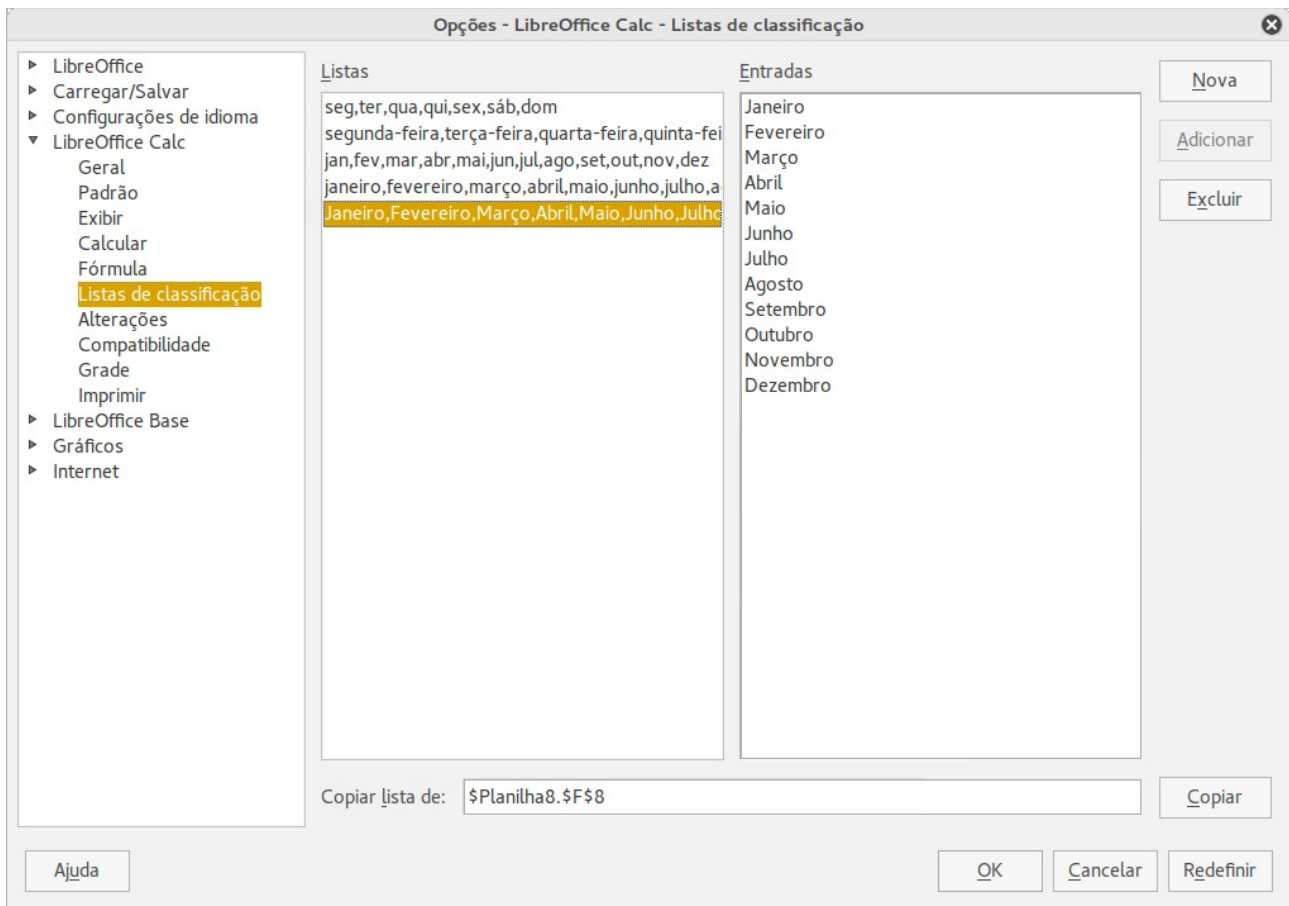 Opções - LibreOffice Calc - Listas de classificação
LibreOffice
Carregar/Salvar
Configurações de idioma
LibreOffice Calc
Geral
Padrão
Exibir
Calcular
Fórmula
Listas de classificação
Alterações
Compatibilidade
Grade
Imprimir
LibreOffice Base
Gráficos
Internet
Listas
seg,ter,qua,qui,sex,sáb,dom
segunda-feira,terça-feira,quarta-feira,quinta-fei
jan,fev,mar,abr,mai,jun,jul,ago,set,out,nov,dez
janeiro,fevereiro,março,abril,maio,junho,julho,a
Janeiro,Fevereiro,Março,Abril,Maio,Junho,Julho
Entradas
Janeiro
Fevereiro
Março
Abril
Maio
Junho
Julho
Agosto
Setembro
Outubro
Novembro
Dezembro
Nova
Adicionar
Excluir
Copiar lista de: $Planilha8.$F$8
Copiar
Ajuda
OK
Cancelar
Redefinir